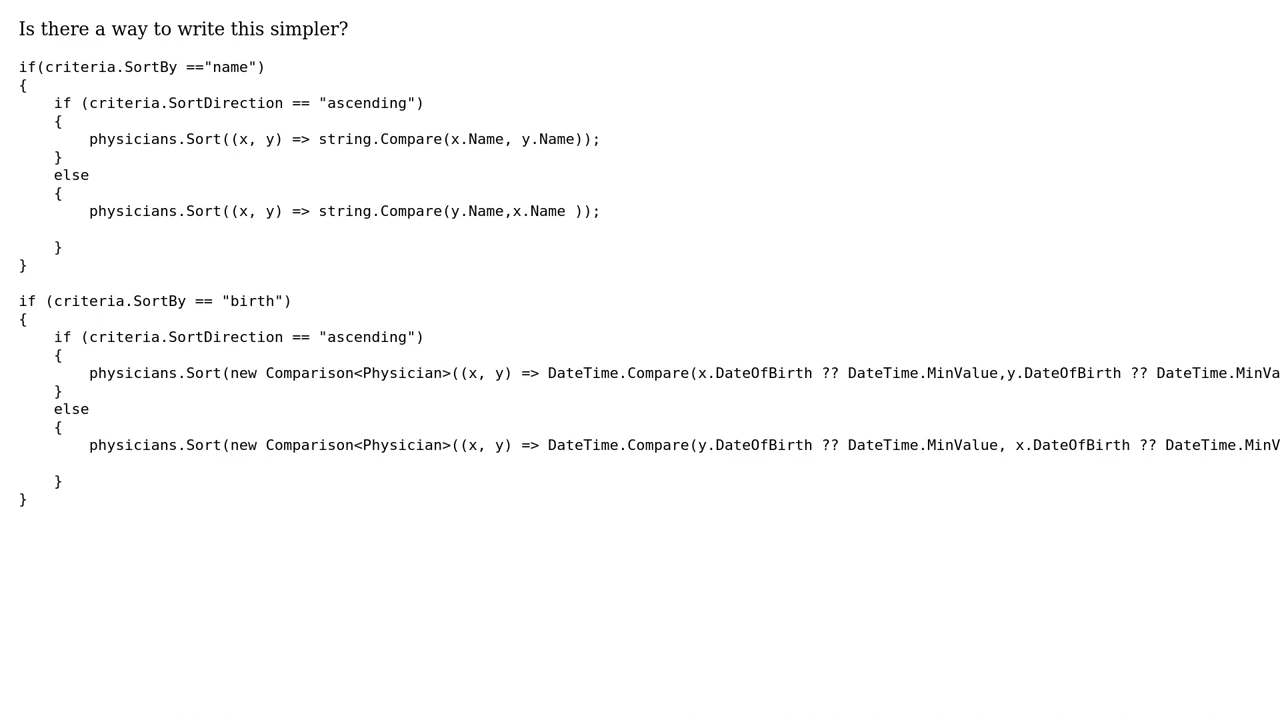 Is there a way to write this simpler?
if(criteria.SortBy =="name")
{
    if (criteria.SortDirection == "ascending")
    {
        physicians.Sort((x, y) => string.Compare(x.Name, y.Name));
    }
    else
    {
        physicians.Sort((x, y) => string.Compare(y.Name,x.Name ));
    }
}
if (criteria.SortBy == "birth")
{
    if (criteria.SortDirection == "ascending")
    {
        physicians.Sort(new Comparison<Physician>((x, y) => DateTime.Compare(x.DateOfBirth ?? DateTime.MinValue,y.DateOfBirth ?? DateTime.MinVa
    }
    else
    {
        physicians.Sort(new Comparison<Physician>((x, y) => DateTime.Compare(y.DateOfBirth ?? DateTime.MinValue, x.DateOfBirth ?? DateTime.MinV
    }
}